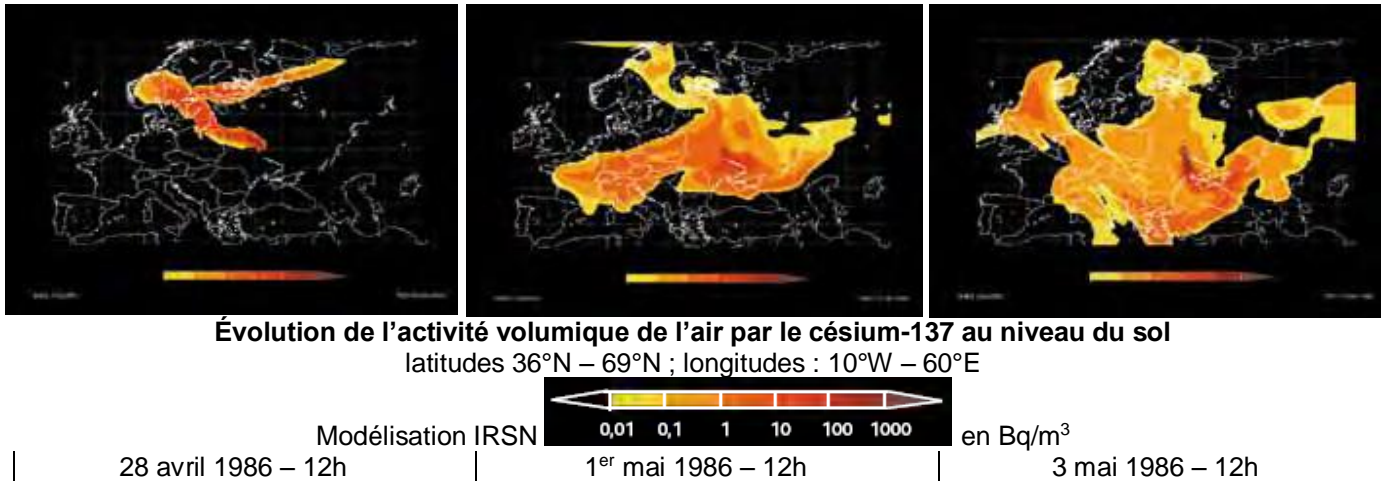 Évolution de l’activité volumique de l’air par le césium-137 au niveau du sol
latitudes 36°N – 69°N ; longitudes : 10°W – 60°E
Modélisation IRSN 0,01 0,1 1 10 100 1000 en Bq/m³
28 avril 1986 – 12h 1er mai 1986 – 12h 3 mai 1986 – 12h